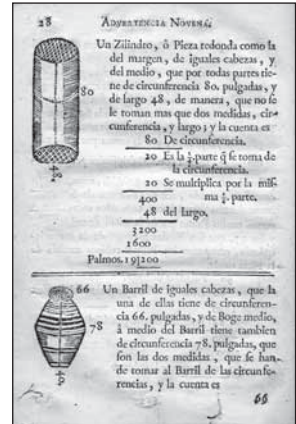 28 ADVERTENCIA NOVENA
Un Zilindro, ò Pieza redonda como la
del margen, de iguales cabezas, y
del medio, que por todas partes tie-
ne de circunferencia 80. pulgadas, y
de largo 48, de manera, que no se
le toman mas que dos medidas, cir-
cunferencia, y largo; y la cuenta es
80
48
80 De circunferencia.
20 Es la ¼. parte q̃ se toma de
la circunferencia.
20 Se multiplica por la mis-
400 ma ¼. parte.
48 del largo.
3200
1600
Palmos. 19|200
Un Barril de iguales cabezas, que la
una de ellas tiene de circunferen-
cia 66. pulgadas, y de Boge medio,
à medio del Barril tiene tambien
de circunferencia 78. pulgadas, que
son las dos medidas, que se han
de tomar al Barril de las circunfe-
rencias, y la cuenta es
66
78
66